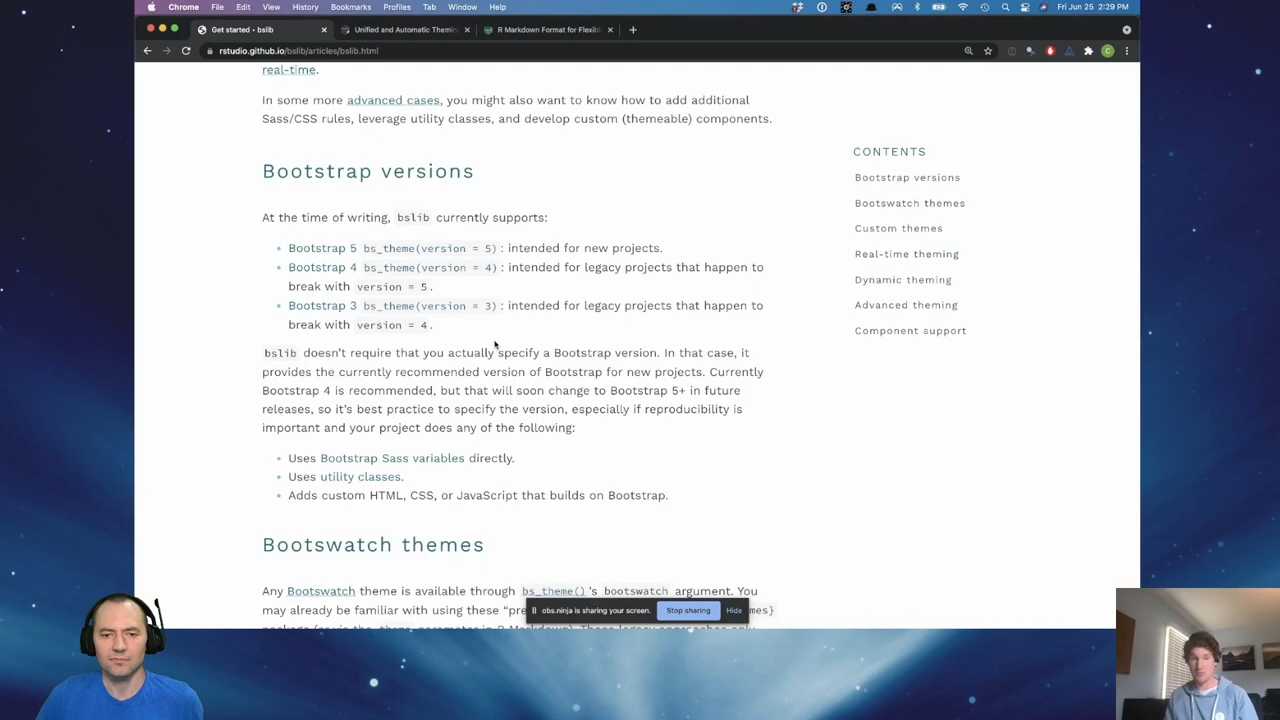 Chrome File Edit View History Bookmarks Profiles Tab Window Help Fri Jun 25 2:29 PM
Get started • bslib Unified and Automatic Theming R Markdown Format for Flexible
rstudio.github.io/bslib/articles/bslib.html
real-time.
In some more advanced cases, you might also want to know how to add additional
Sass/CSS rules, leverage utility classes, and develop custom (themeable) components.
Bootstrap versions
At the time of writing, bslib currently supports:
Bootstrap 5 bs_theme(version = 5) : intended for new projects.
Bootstrap 4 bs_theme(version = 4) : intended for legacy projects that happen to
break with version = 5.
Bootstrap 3 bs_theme(version = 3) : intended for legacy projects that happen to
break with version = 4.
bslib doesn't require that you actually specify a Bootstrap version. In that case, it
provides the currently recommended version of Bootstrap for new projects. Currently
Bootstrap 4 is recommended, but that will soon change to Bootstrap 5+ in future
releases, so it's best practice to specify the version, especially if reproducibility is
important and your project does any of the following:
Uses Bootstrap Sass variables directly.
Uses utility classes.
Adds custom HTML, CSS, or JavaScript that builds on Bootstrap.
Bootswatch themes
Any Bootswatch theme is available through bs_theme()'s bootswatch argument. You
may already be familiar with using these
CONTENTS
Bootstrap versions
Bootswatch themes
Custom themes
Real-time theming
Dynamic theming
Advanced theming
Component support
obs.ninja is sharing your screen. Stop sharing Hide